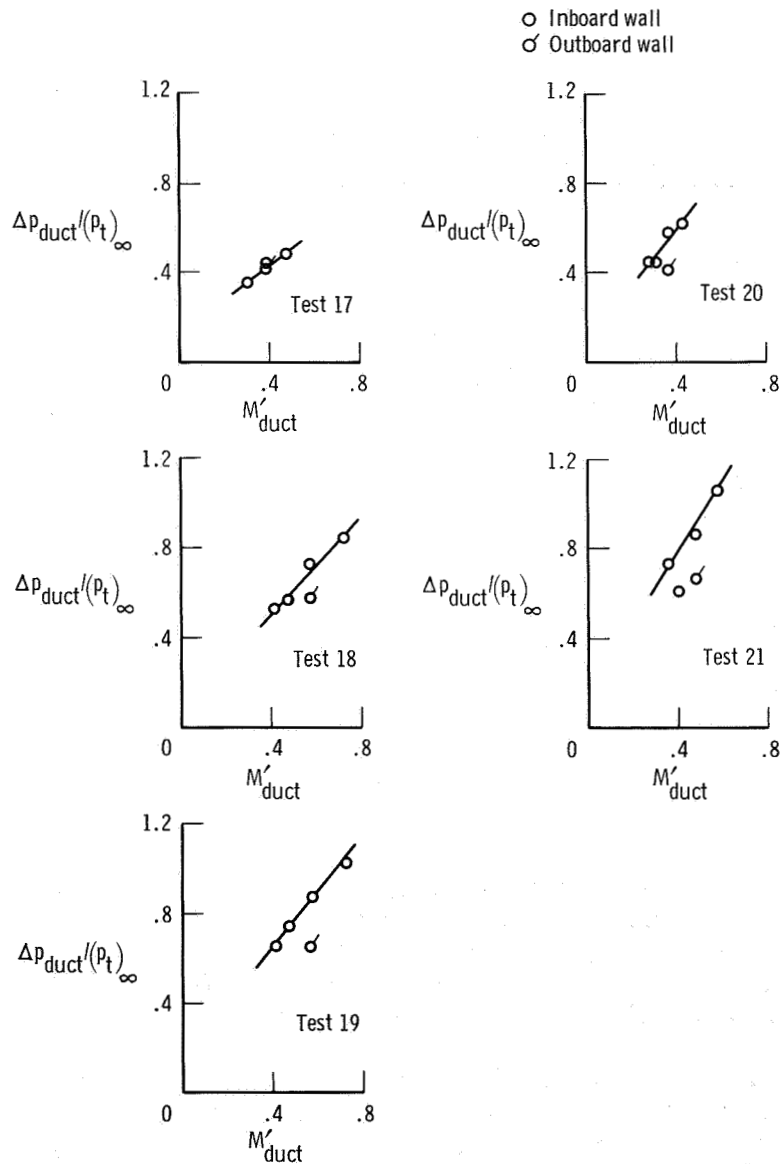 Inboard wall
Outboard wall
1.2
.8
.4
0
.4
.8
Δp_duct/(p_t)_∞
M′_duct
Test 17
1.2
.8
.4
0
.4
.8
Δp_duct/(p_t)_∞
M′_duct
Test 20
1.2
.8
.4
0
.4
.8
Δp_duct/(p_t)_∞
M′_duct
Test 18
1.2
.8
.4
0
.4
.8
Δp_duct/(p_t)_∞
M′_duct
Test 21
1.2
.8
.4
0
.4
.8
Δp_duct/(p_t)_∞
M′_duct
Test 19